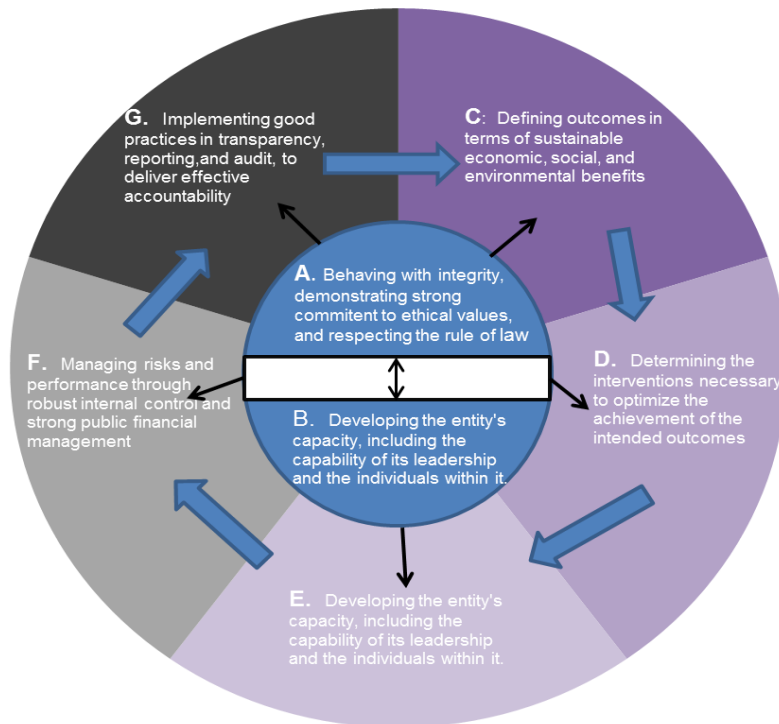 G. Implementing good
practices in transparency,
reporting,and audit, to
deliver effective
accountability
C: Defining outcomes in
terms of sustainable
economic, social, and
environmental benefits
A. Behaving with integrity,
demonstrating strong
commitent to ethical values,
and respecting the rule of law
F. Managing risks and
performance through
robust internal control and
strong public financial
management
D. Determining the
interventions necessary
to optimize the
achievement of the
intended outcomes
B. Developing the entity's
capacity, including the
capability of its leadership
and the individuals within it.
E. Developing the entity's
capacity, including the
capability of its leadership
and the individuals within it.